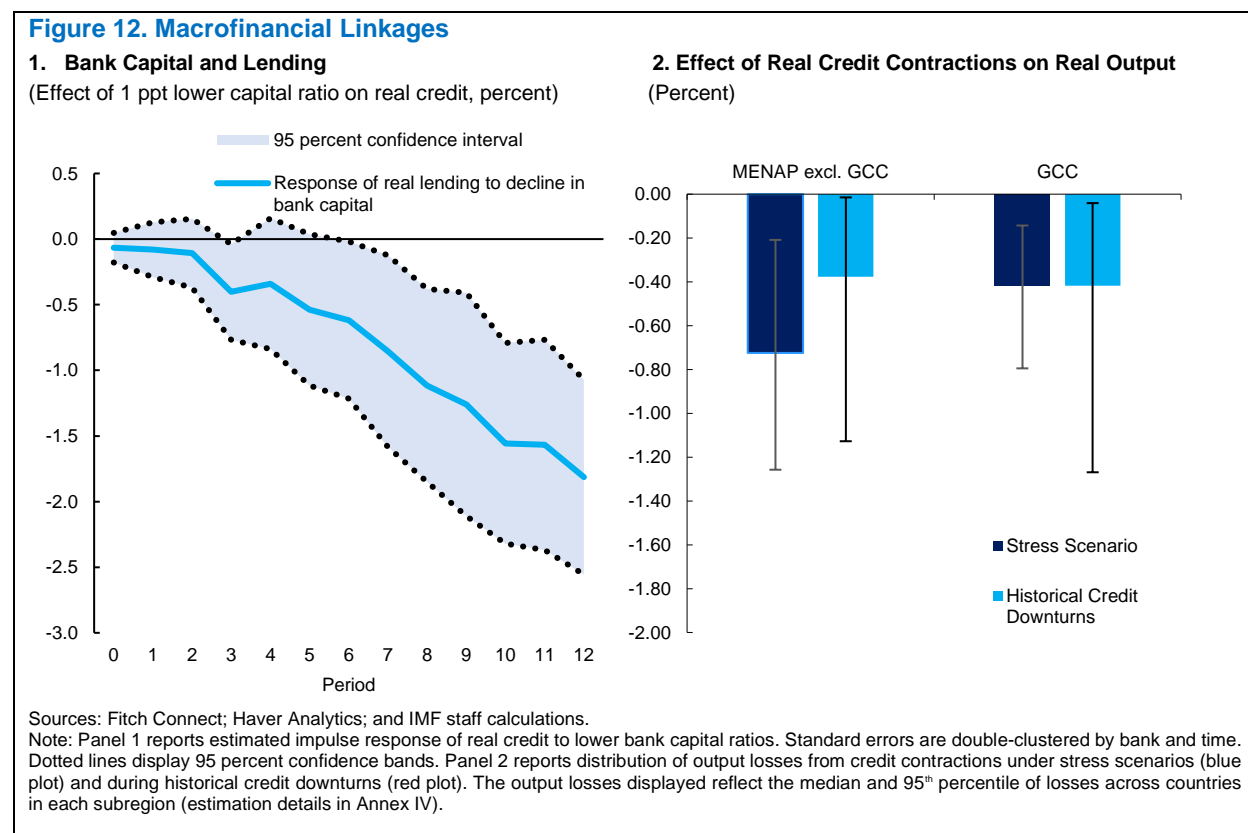 Figure 12. Macrofinancial Linkages
1. Bank Capital and Lending
(Effect of 1 ppt lower capital ratio on real credit, percent)
95 percent confidence interval
Response of real lending to decline in
bank capital
0.5
0.0
-0.5
-1.0
-1.5
-2.0
-2.5
-3.0
0 1 2 3 4 5 6 7 8 9 10 11 12
Period
2. Effect of Real Credit Contractions on Real Output
(Percent)
MENAP excl. GCC GCC
0.00
-0.20
-0.40
-0.60
-0.80
-1.00
-1.20
-1.40
-1.60
-1.80
-2.00
Stress Scenario
Historical Credit
Downturns
Sources: Fitch Connect; Haver Analytics; and IMF staff calculations.
Note: Panel 1 reports estimated impulse response of real credit to lower bank capital ratios. Standard errors are double-clustered by bank and time.
Dotted lines display 95 percent confidence bands. Panel 2 reports distribution of output losses from credit contractions under stress scenarios (blue
plot) and during historical credit downturns (red plot). The output losses displayed reflect the median and 95th percentile of losses across countries
in each subregion (estimation details in Annex IV).